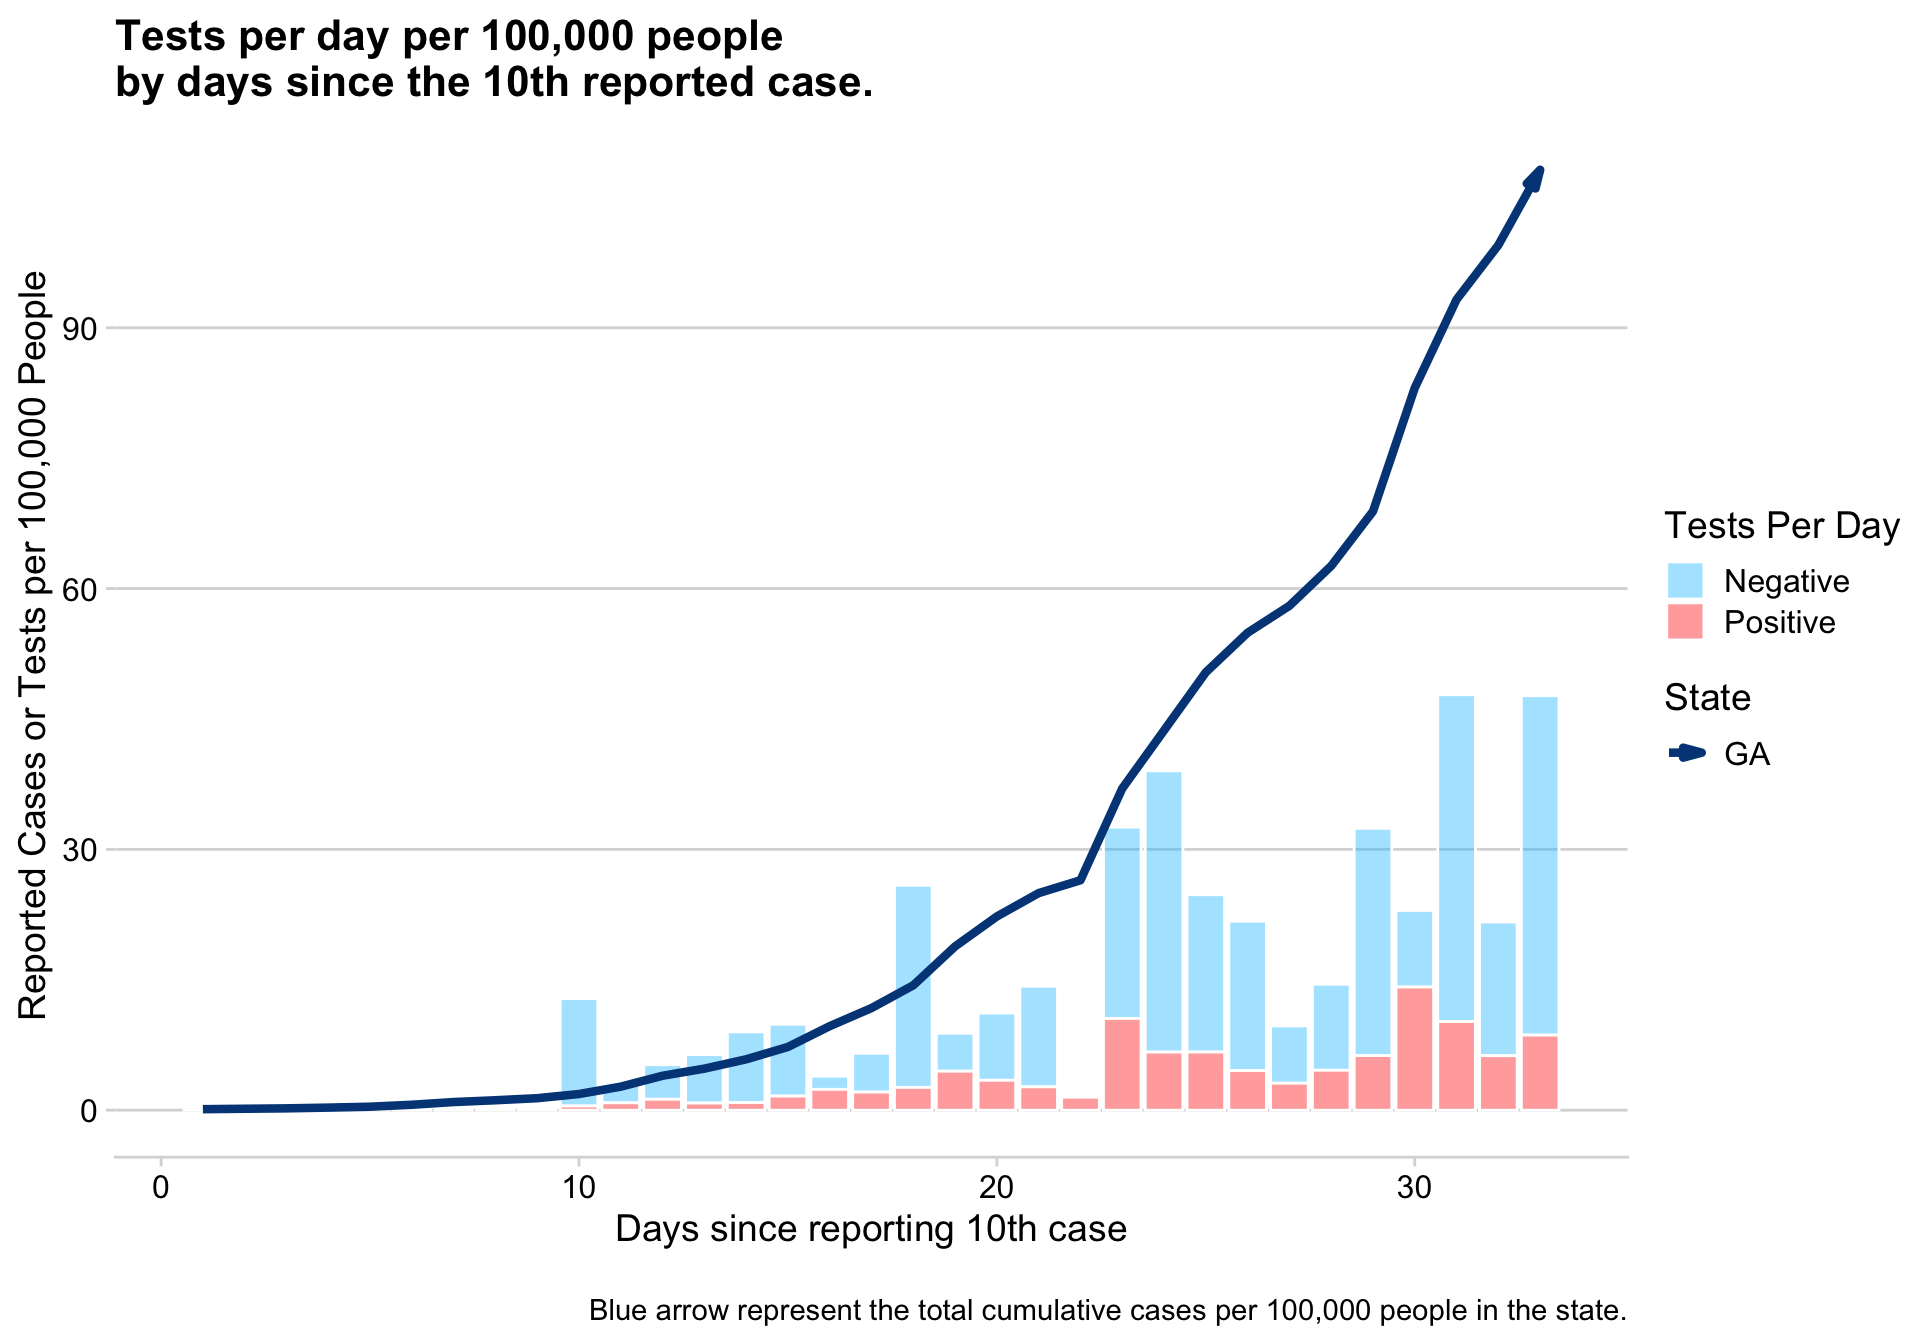 Tests per day per 100,000 people
by days since the 10th reported case.
Reported Cases or Tests per 100,000 People
90
60
30
0
0
10
20
30
Days since reporting 10th case
Tests Per Day
Negative
Positive
State
GA
Blue arrow represent the total cumulative cases per 100,000 people in the state.